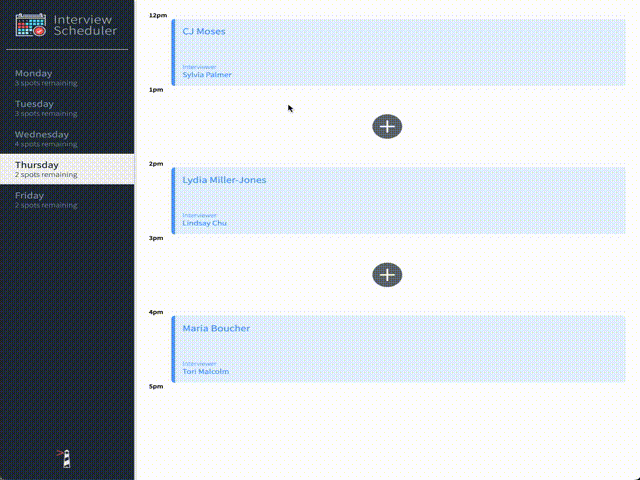 Interview
Scheduler
Monday
3 spots remaining
Tuesday
3 spots remaining
Wednesday
4 spots remaining
Thursday
2 spots remaining
Friday
2 spots remaining
12pm
CJ Moses
Interviewer
Sylvia Palmer
1pm
2pm
Lydia Miller-Jones
Interviewer
Lindsay Chu
3pm
4pm
Maria Boucher
Interviewer
Tori Malcolm
5pm